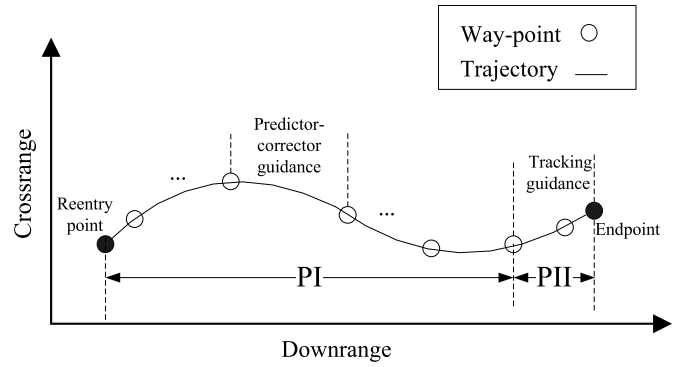 Way-point
Trajectory
Crossrange
Predictor-
corrector
guidance
...
Tracking
guidance
Reentry
point
...
Endpoint
PI
PII
Downrange